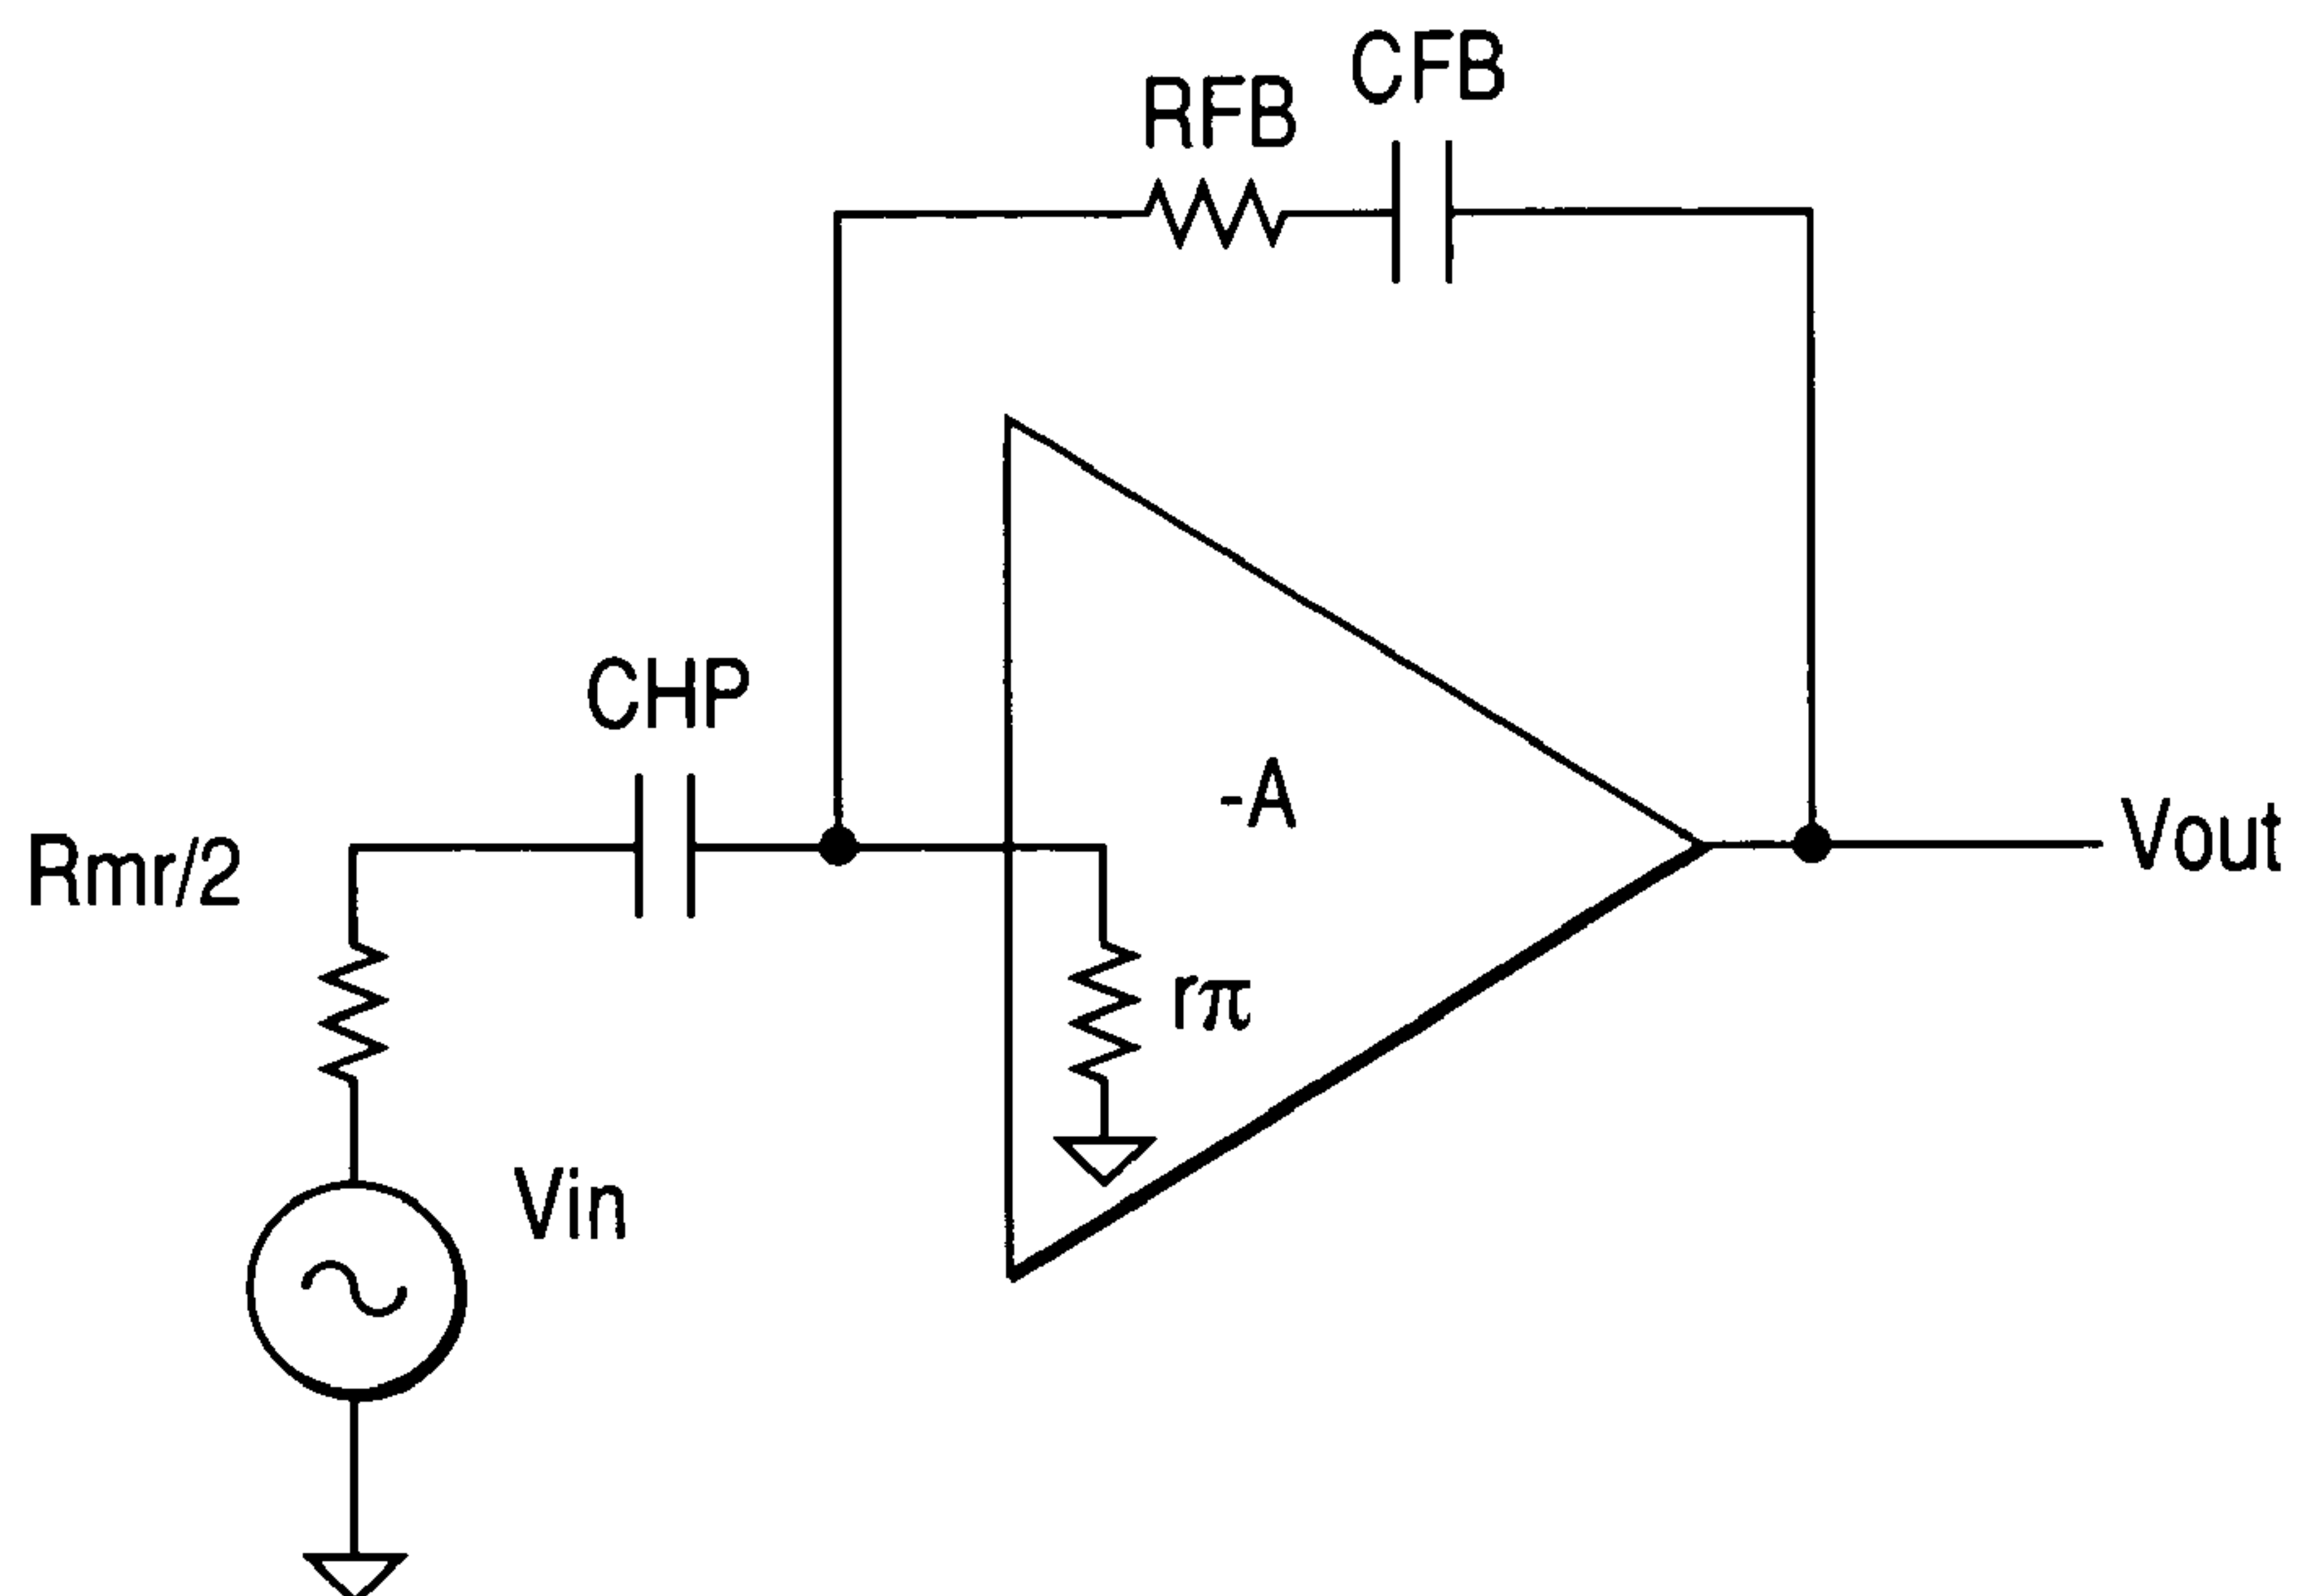 CFB
RFB
CHP
-A
Rmr/2
Vout
rπ
Vin